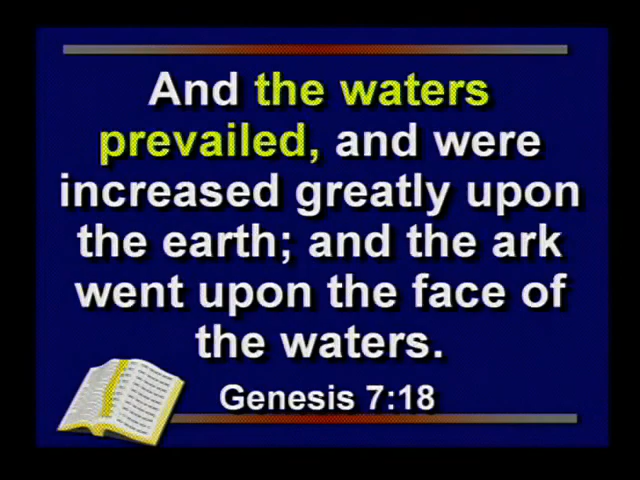 And the waters
prevailed, and were
increased greatly upon
the earth; and the ark
went upon the face of
the waters.
Genesis 7:18